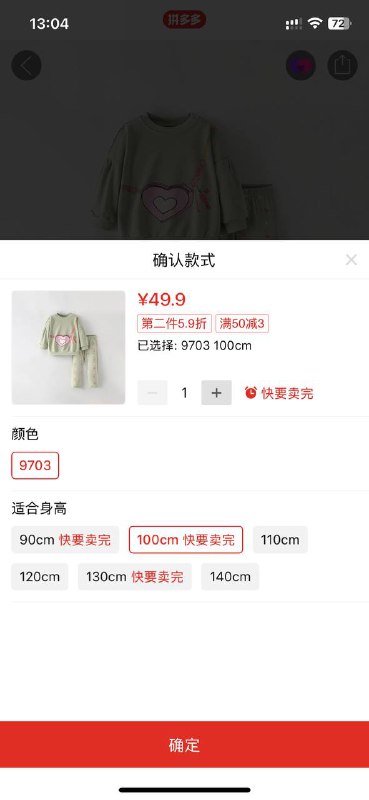 13:04
拼多多
72
确认款式
¥49.9
第二件5.9折 满50减3
已选择: 9703 100cm
1
快要卖完
颜色
9703
适合身高
90cm 快要卖完 100cm 快要卖完 110cm
120cm 130cm 快要卖完 140cm
确定